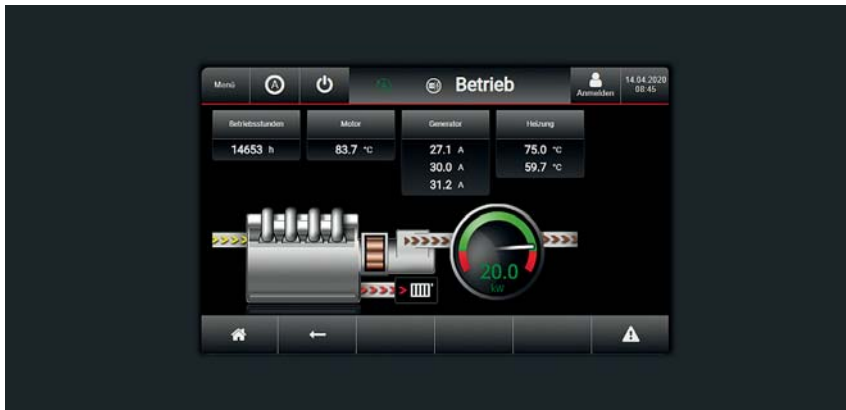 Menü
A
Betrieb
Anmelden
14.04.2020
08:45
Betriebsstunden
Motor
Generator
Heizung
14653 h
83.7 °C
27.1 A
75.0 °C
30.0 A
59.7 °C
31.2 A
20.0
kW